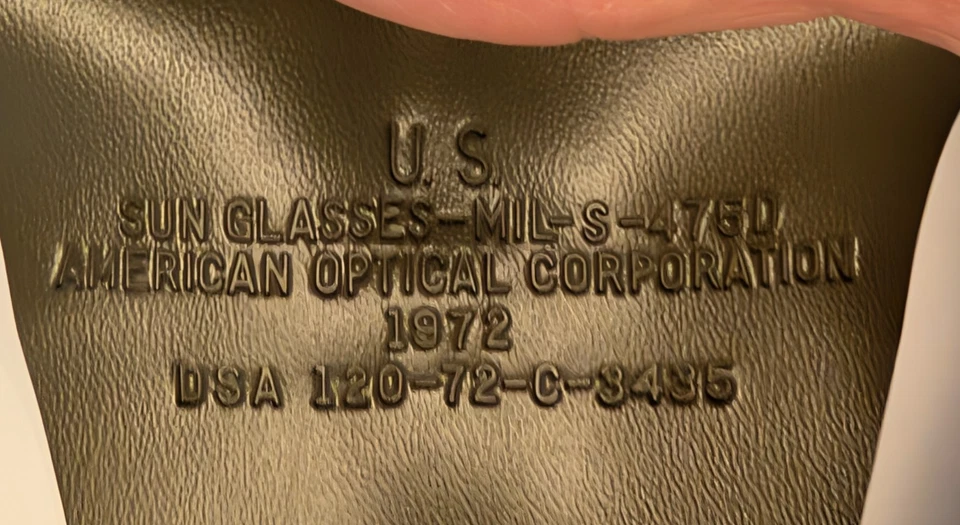 U. S.
SUN GLASSES-MIL-S-475D
AMERICAN OPTICAL CORPORATION
1972
DSA 120-72-C-3435